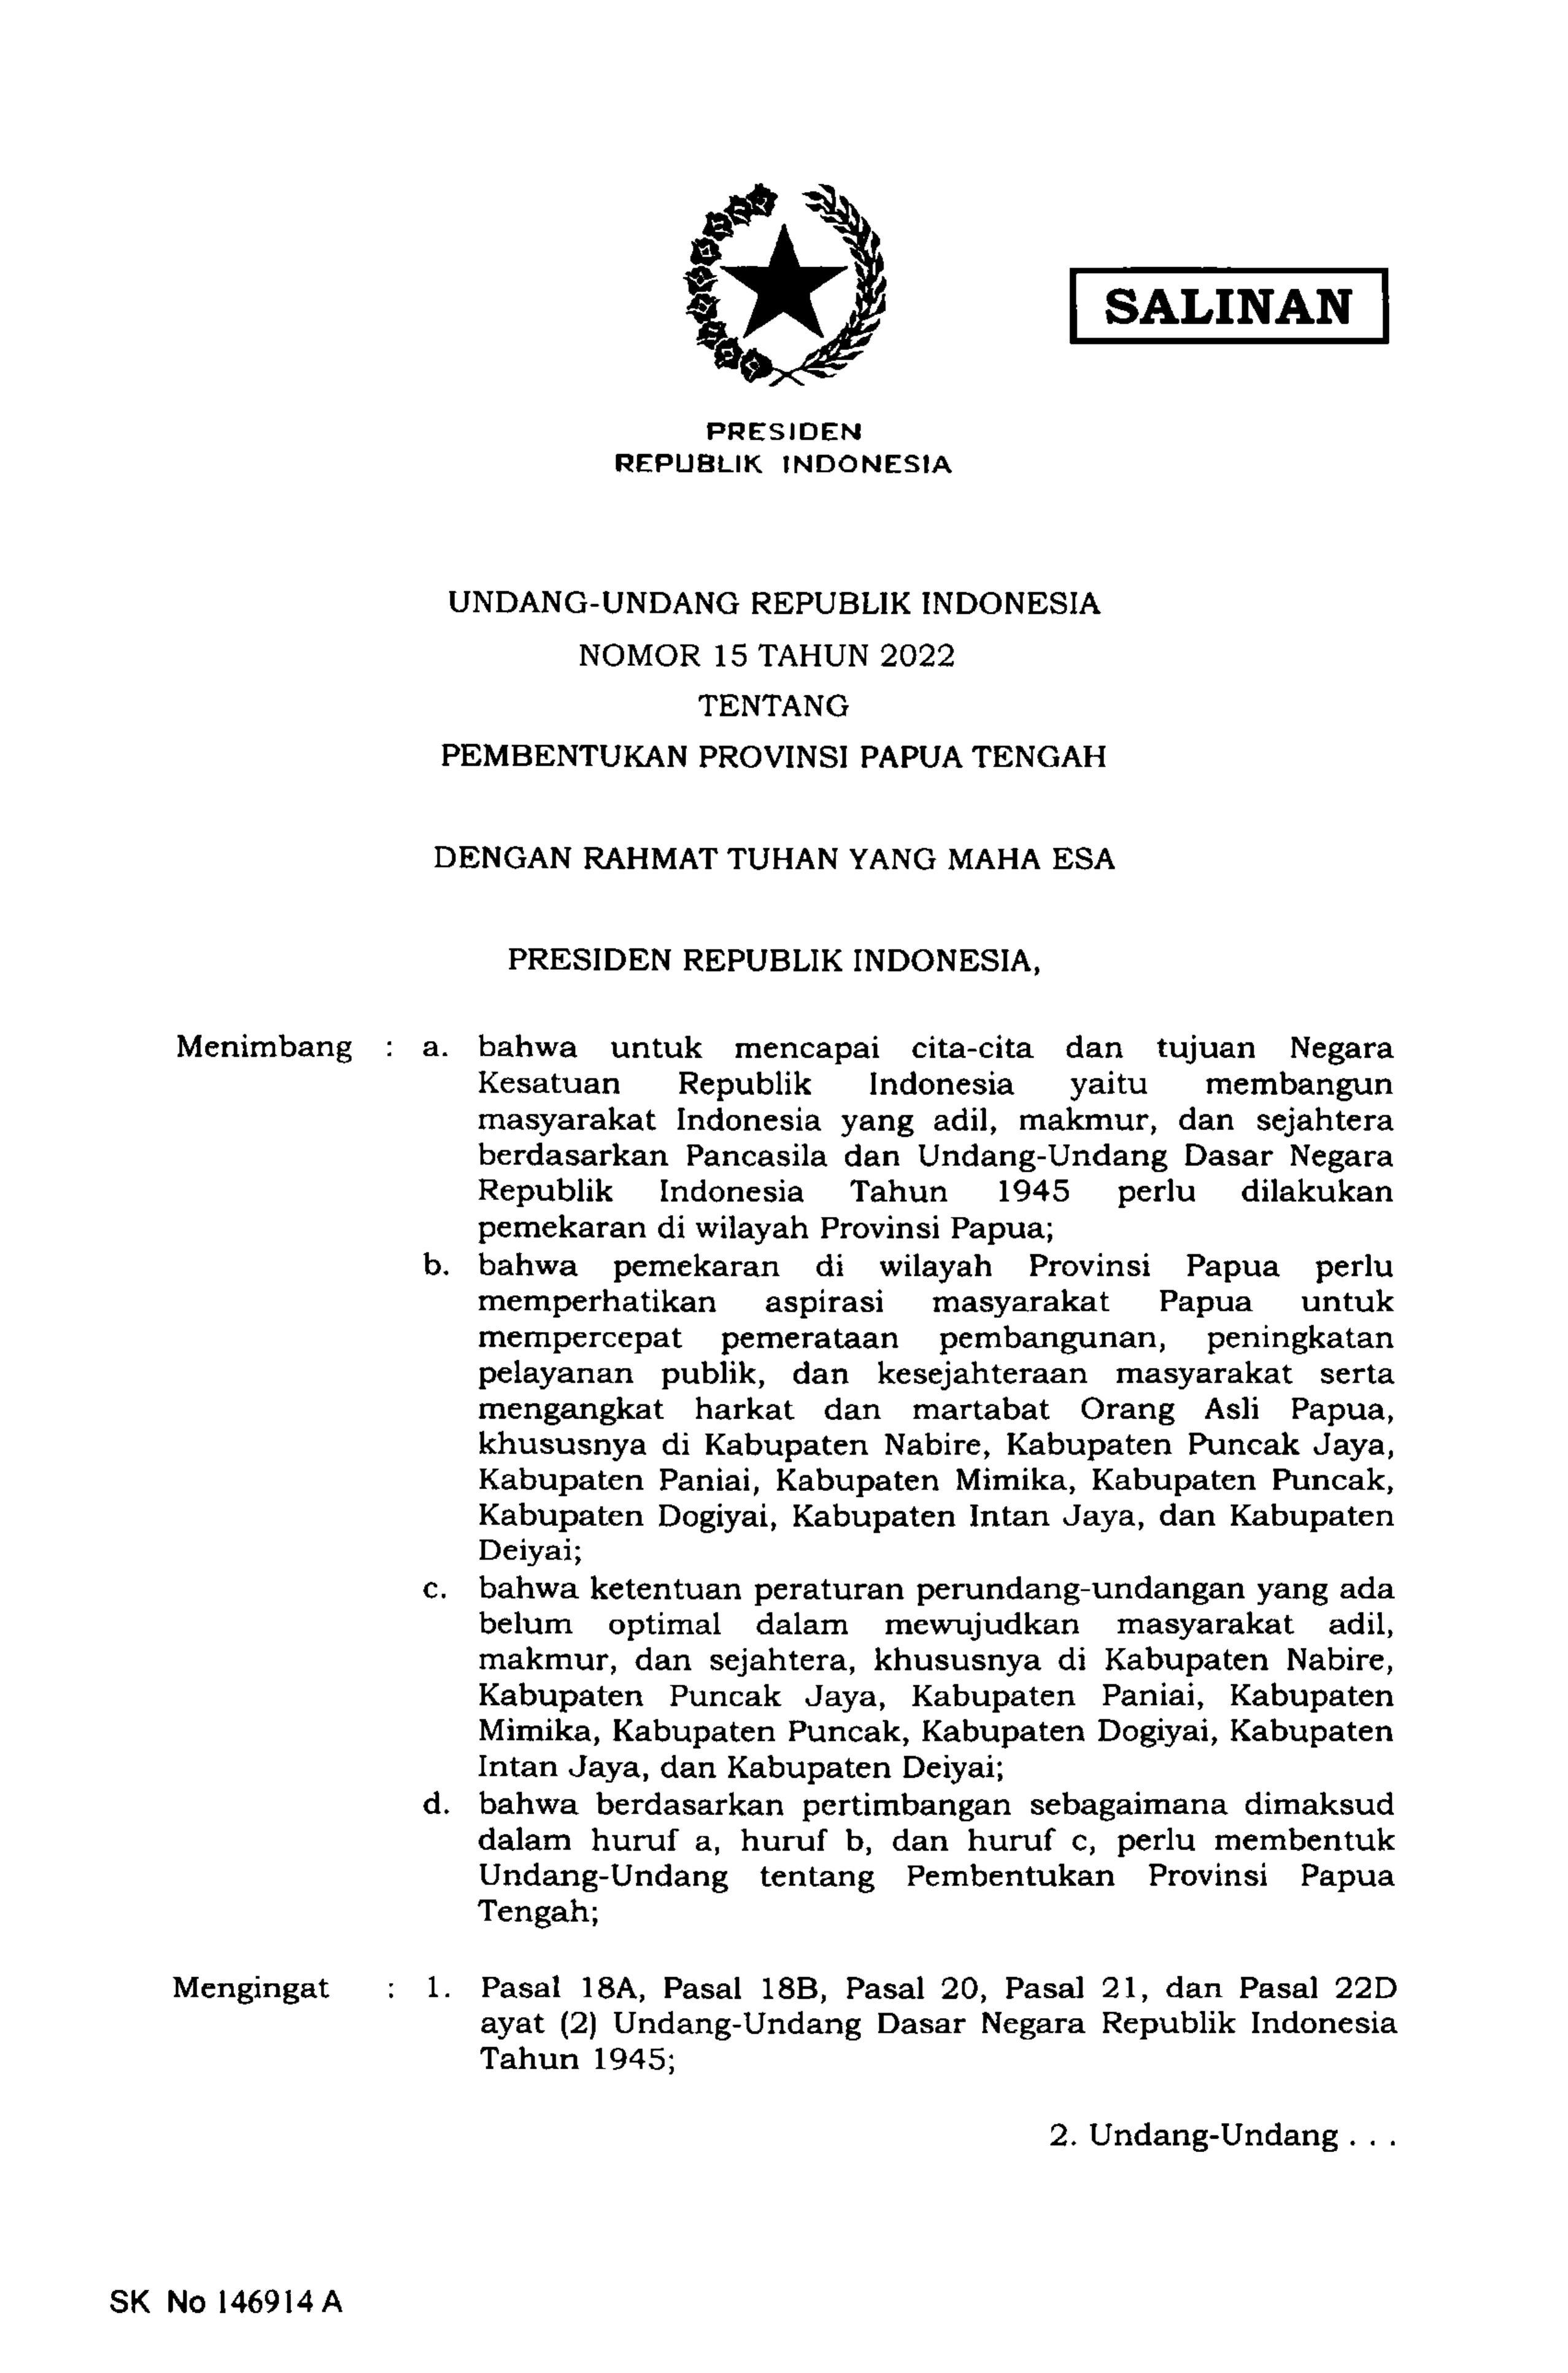 SALINAN
PRESIDEN
REPUBLIK INDONESIA
UNDANG-UNDANG REPUBLIK INDONESIA
NOMOR 15 TAHUN 2022
TENTANG
PEMBENTUKAN PROVINSI PAPUA TENGAH
DENGAN RAHMAT TUHAN YANG MAHA ESA
PRESIDEN REPUBLIK INDONESIA,
Menimbang : a. bahwa untuk mencapai cita-cita dan tujuan Negara
Kesatuan Republik Indonesia yaitu membangun
masyarakat Indonesia yang adil, makmur, dan sejahtera
berdasarkan Pancasila dan Undang-Undang Dasar Negara
Republik Indonesia Tahun 1945 perlu dilakukan
pemekaran di wilayah Provinsi Papua;
b. bahwa pemekaran di wilayah Provinsi Papua perlu
memperhatikan aspirasi masyarakat Papua untuk
mempercepat pemerataan pembangunan, peningkatan
pelayanan publik, dan kesejahteraan masyarakat serta
mengangkat harkat dan martabat Orang Asli Papua,
khususnya di Kabupaten Nabire, Kabupaten Puncak Jaya,
Kabupaten Paniai, Kabupaten Mimika, Kabupaten Puncak,
Kabupaten Dogiyai, Kabupaten Intan Jaya, dan Kabupaten
Deiyai;
c. bahwa ketentuan peraturan perundang-undangan yang ada
belum optimal dalam mewujudkan masyarakat adil,
makmur, dan sejahtera, khususnya di Kabupaten Nabire,
Kabupaten Puncak Jaya, Kabupaten Paniai, Kabupaten
Mimika, Kabupaten Puncak, Kabupaten Dogiyai, Kabupaten
Intan Jaya, dan Kabupaten Deiyai;
d. bahwa berdasarkan pertimbangan sebagaimana dimaksud
dalam huruf a, huruf b, dan huruf c, perlu membentuk
Undang-Undang tentang Pembentukan Provinsi Papua
Tengah;
Mengingat : 1. Pasal 18A, Pasal 18B, Pasal 20, Pasal 21, dan Pasal 22D
ayat (2) Undang-Undang Dasar Negara Republik Indonesia
Tahun 1945;
2. Undang-Undang . . .
SK No 146914 A